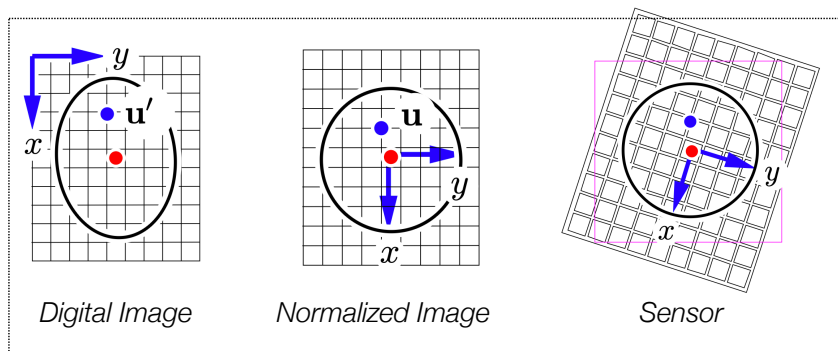 y
x
u′
Digital Image
u
y
x
Normalized Image
y
x
Sensor